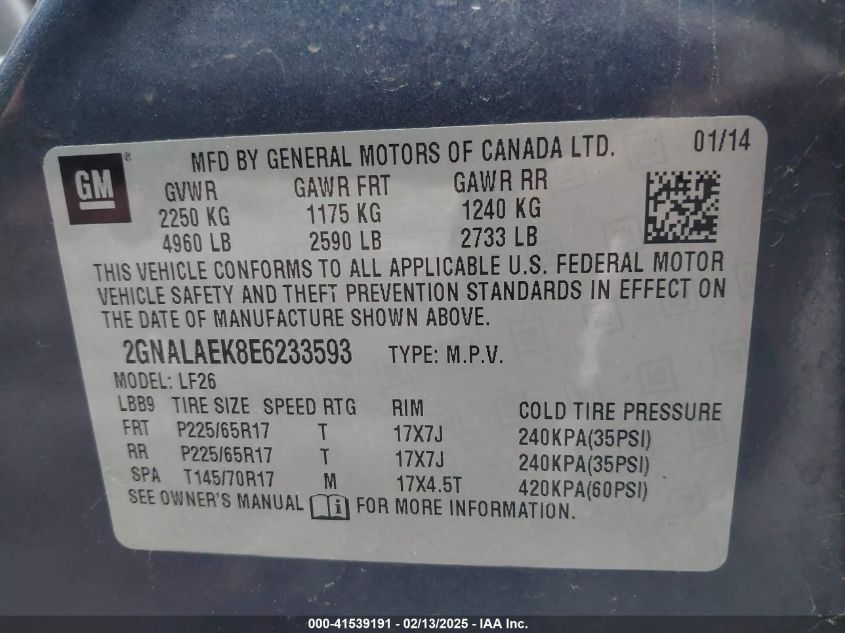 GM ® MFD BY GENERAL MOTORS OF CANADA LTD. 01/14
GVWR GAWR FRT GAWR RR
2250 KG 1175 KG 1240 KG
4960 LB 2590 LB 2733 LB
THIS VEHICLE CONFORMS TO ALL APPLICABLE U.S. FEDERAL MOTOR
VEHICLE SAFETY AND THEFT PREVENTION STANDARDS IN EFFECT ON
THE DATE OF MANUFACTURE SHOWN ABOVE.
2GNALAEK8E6233593 TYPE: M.P.V.
MODEL: LF26
LBB9 TIRE SIZE SPEED RTG RIM COLD TIRE PRESSURE
FRT P225/65R17 T 17X7J 240KPA(35PSI)
RR P225/65R17 T 17X7J 240KPA(35PSI)
SPA T145/70R17 M 17X4.5T 420KPA(60PSI)
SEE OWNER'S MANUAL i FOR MORE INFORMATION.
000-41539191 - 02/13/2025 - IAA Inc.